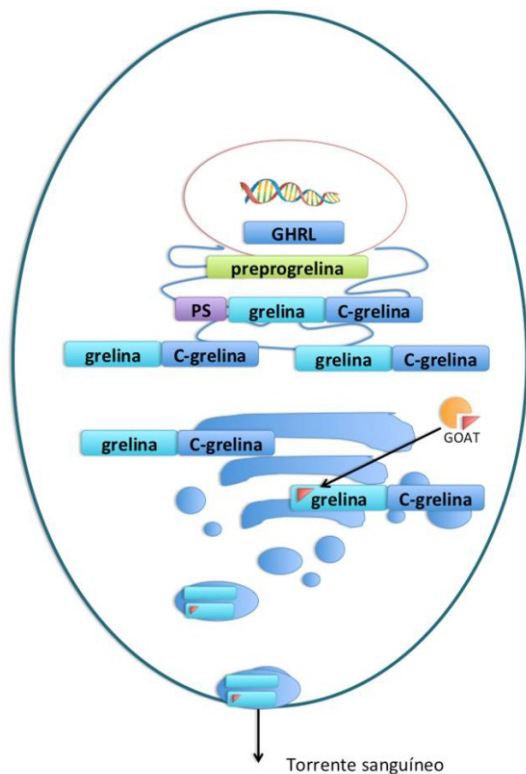 GHRL
preprogrelina
PS grelina C-grelina
grelina C-grelina grelina C-grelina
grelina C-grelina
GOAT
grelina C-grelina
Torrente sanguíneo